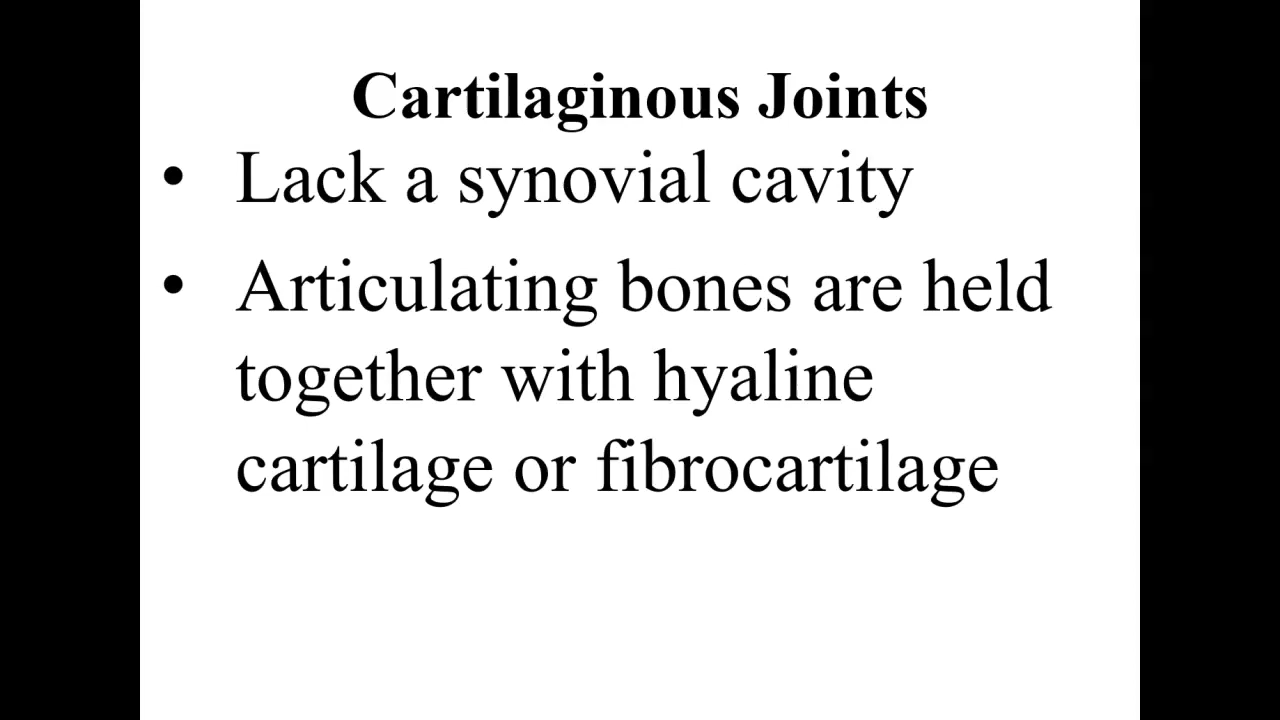 Cartilaginous Joints
• Lack a synovial cavity
• Articulating bones are held
together with hyaline
cartilage or fibrocartilage